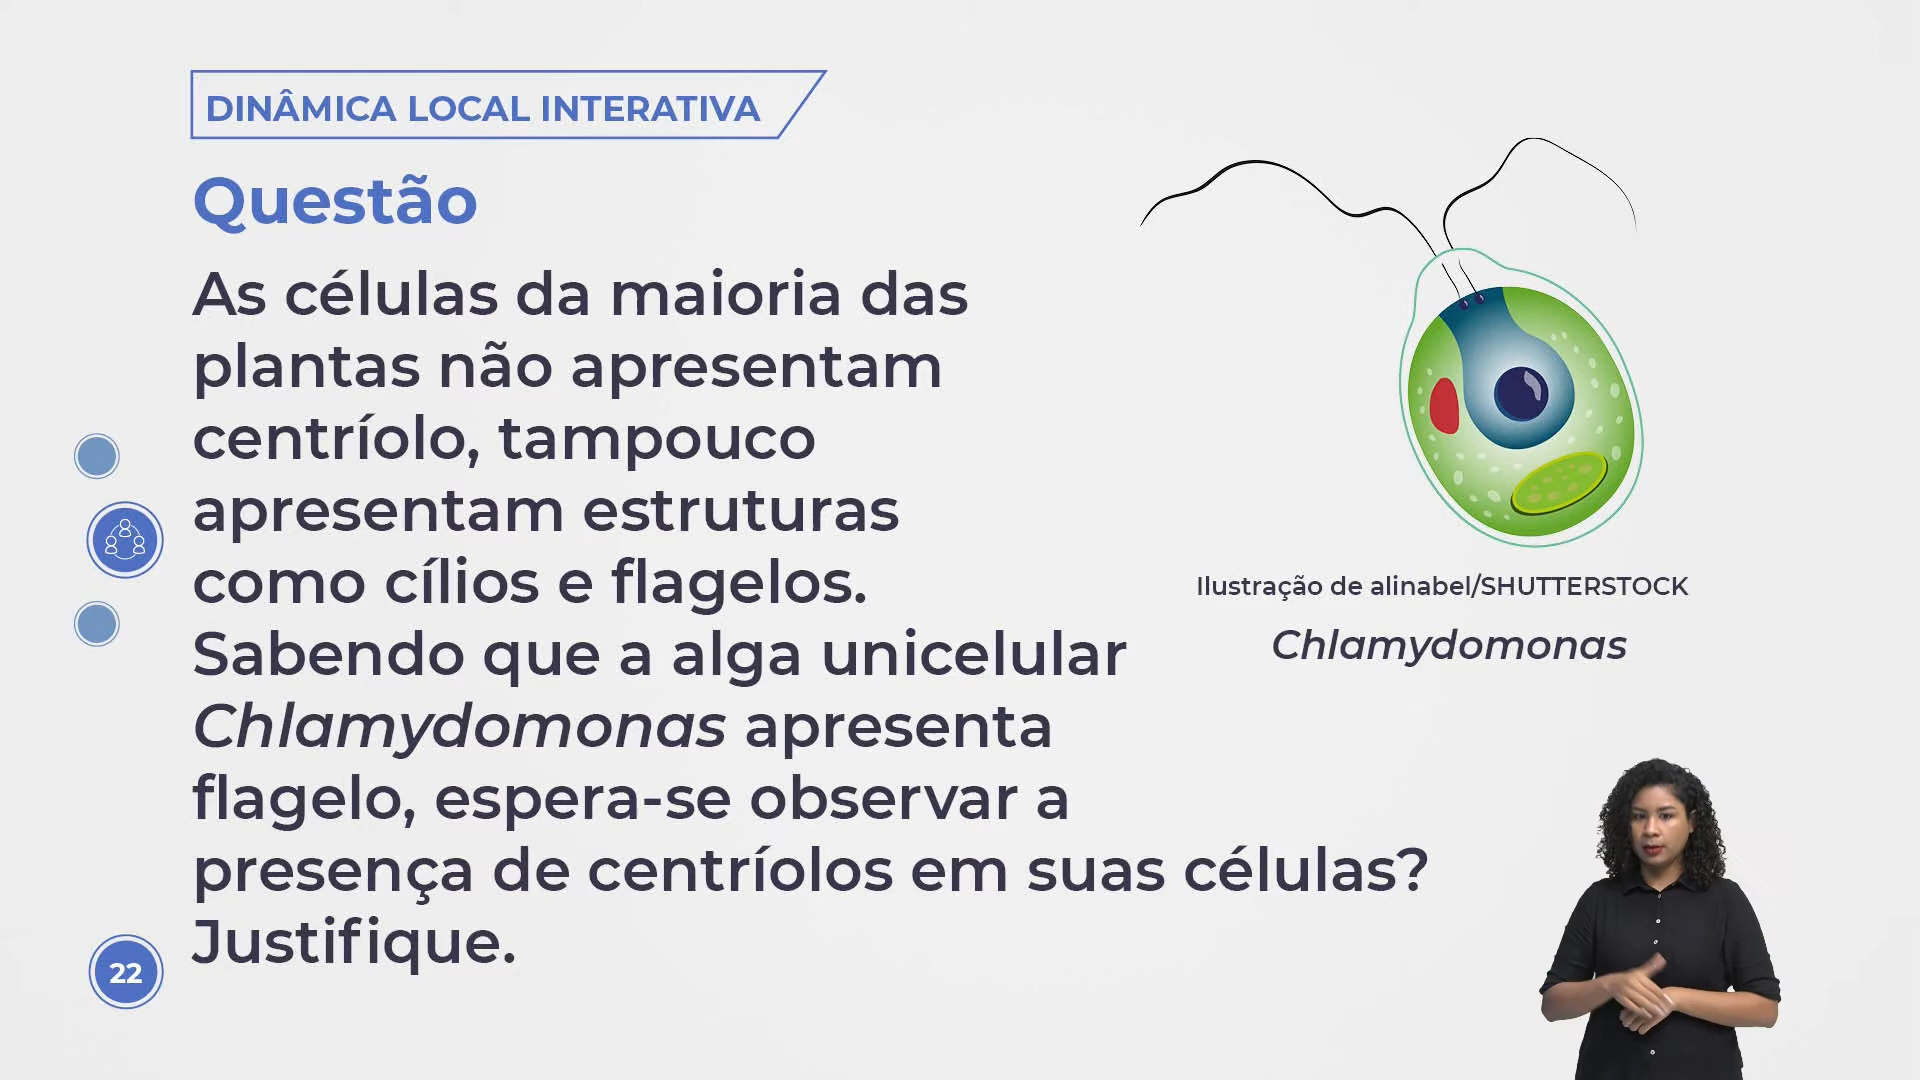 DINÂMICA LOCAL INTERATIVA
Questão
As células da maioria das
plantas não apresentam
centríolo, tampouco
apresentam estruturas
como cílios e flagelos.
Sabendo que a alga unicelular
Chlamydomonas apresenta
flagelo, espera-se observar a
presença de centríolos em suas células?
Justifique.
Ilustração de alinabel/SHUTTERSTOCK
Chlamydomonas
22